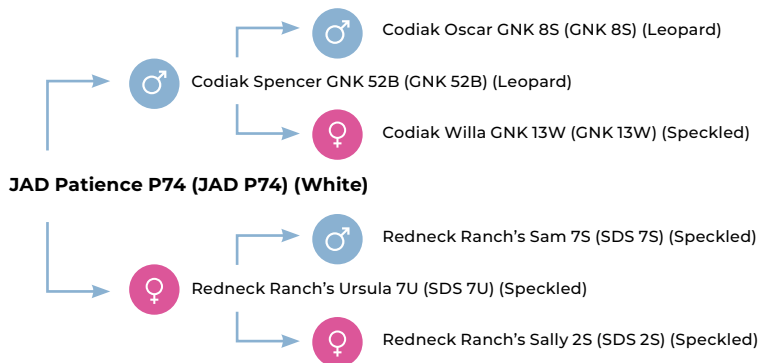 Codiak Oscar GNK 8S (GNK 8S) (Leopard)
Codiak Spencer GNK 52B (GNK 52B) (Leopard)
Codiak Willa GNK 13W (GNK 13W) (Speckled)
JAD Patience P74 (JAD P74) (White)
Redneck Ranch’s Sam 7S (SDS 7S) (Speckled)
Redneck Ranch’s Ursula 7U (SDS 7U) (Speckled)
Redneck Ranch’s Sally 2S (SDS 2S) (Speckled)